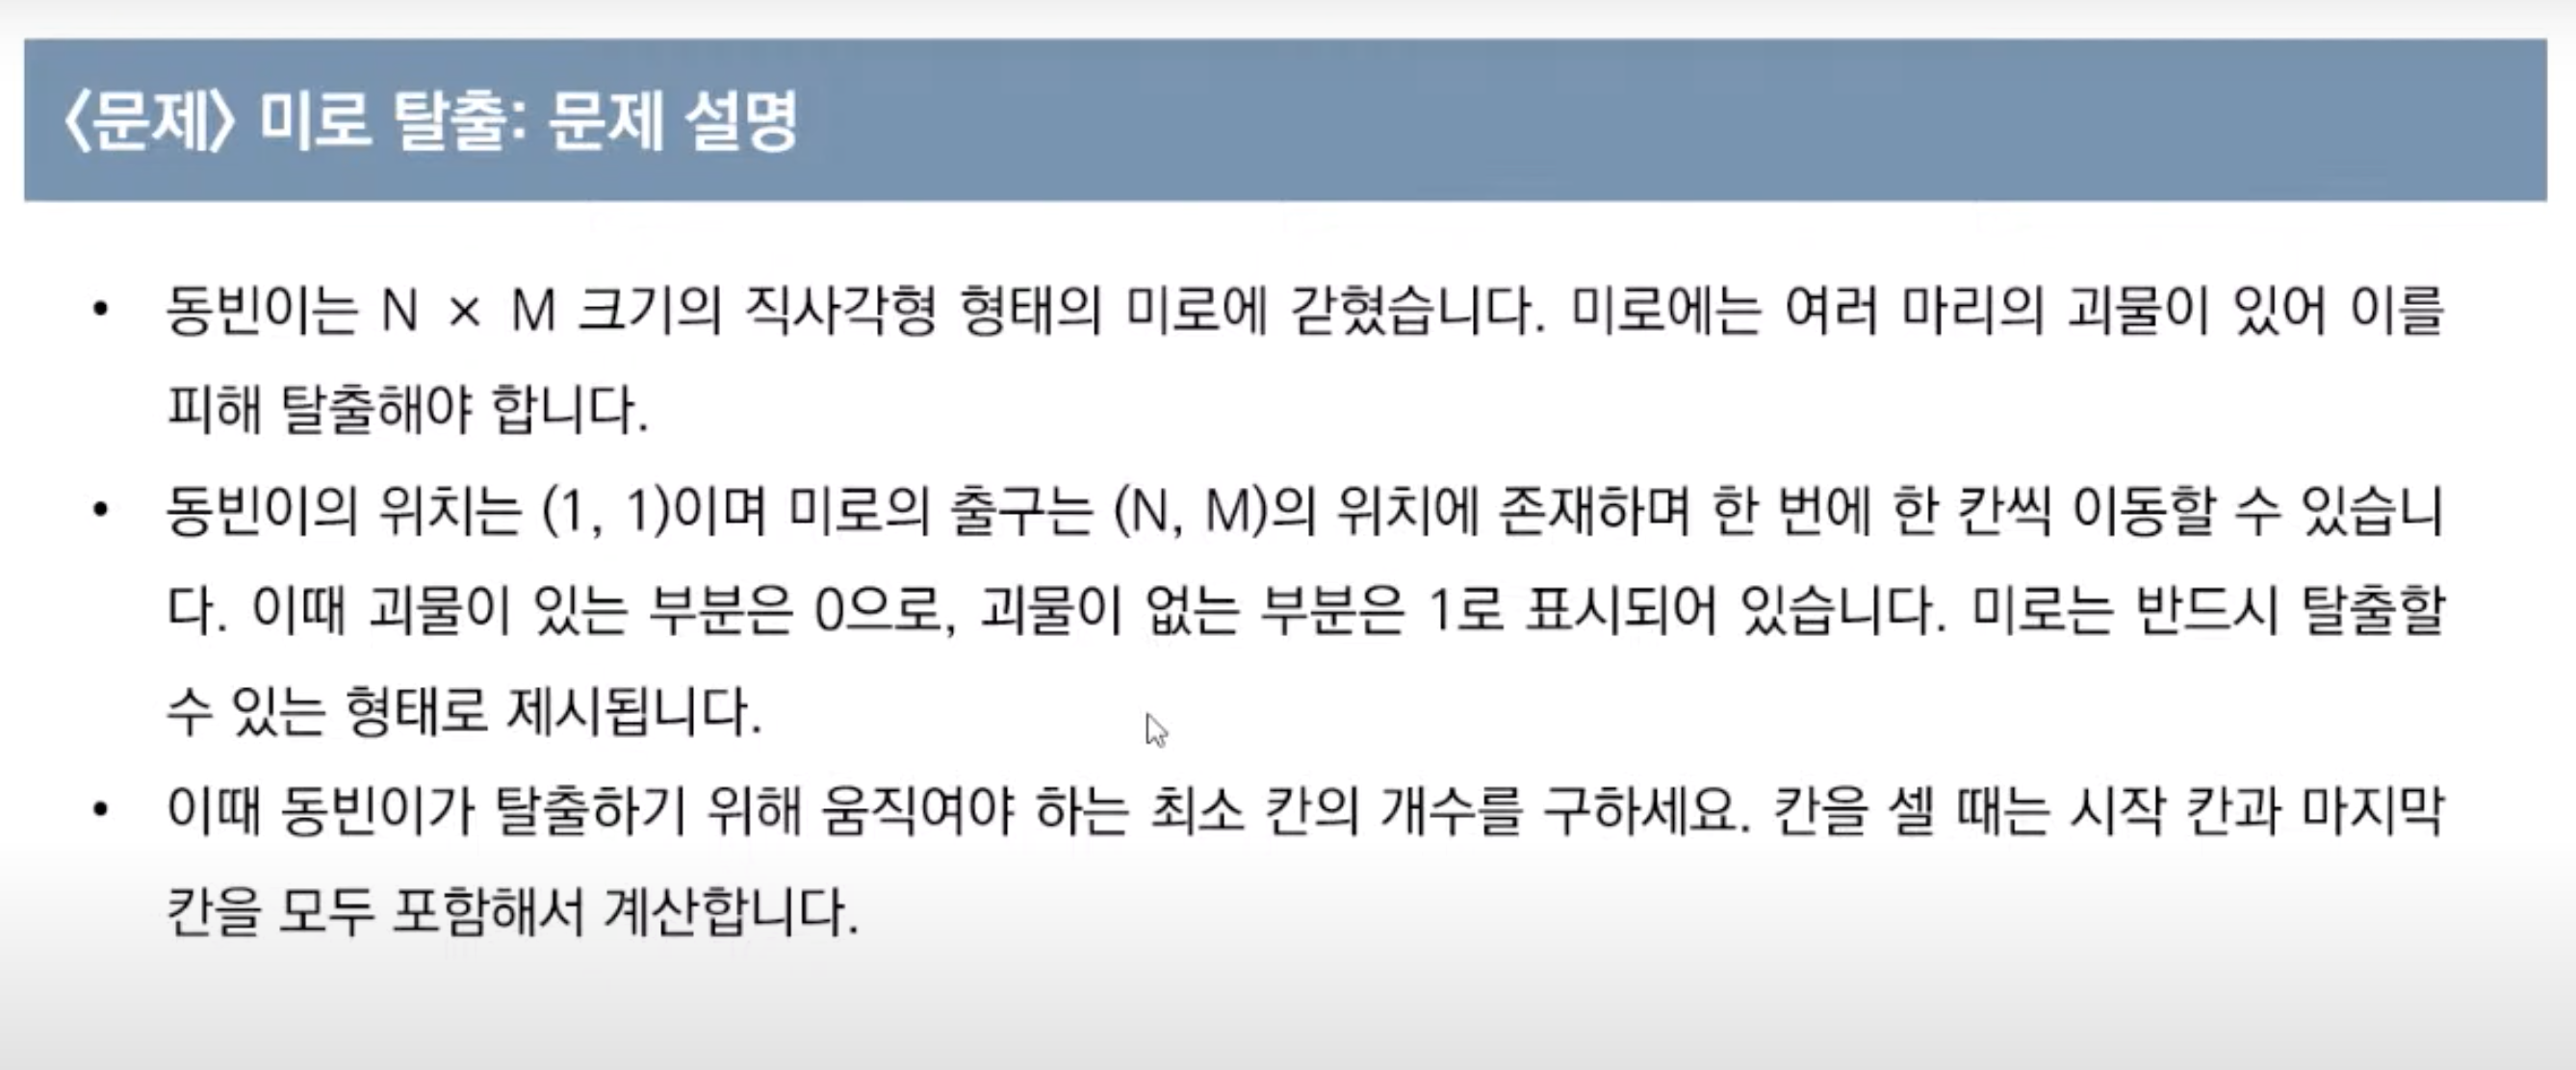 <문제> 미로 탈출: 문제 설명
• 동빈이는 N × M 크기의 직사각형 형태의 미로에 갇혔습니다. 미로에는 여러 마리의 괴물이 있어 이를
피해 탈출해야 합니다.
• 동빈이의 위치는 (1, 1)이며 미로의 출구는 (N, M)의 위치에 존재하며 한 번에 한 칸씩 이동할 수 있습니
다. 이때 괴물이 있는 부분은 0으로, 괴물이 없는 부분은 1로 표시되어 있습니다. 미로는 반드시 탈출할
수 있는 형태로 제시됩니다.
• 이때 동빈이가 탈출하기 위해 움직여야 하는 최소 칸의 개수를 구하세요. 칸을 셀 때는 시작 칸과 마지막
칸을 모두 포함해서 계산합니다.